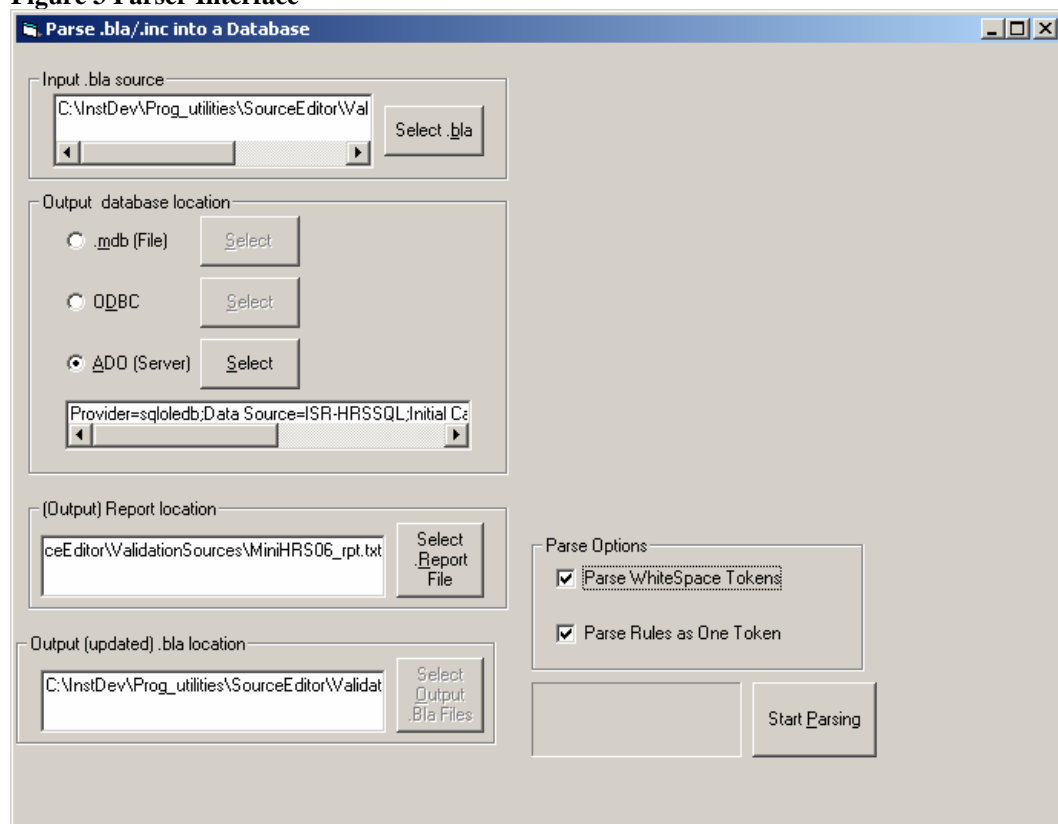 Figure 3 Parser Interface
Parse .bla/.inc into a Database
Input .bla source
C:\InstDev\Prog_utilities\SourceEditor\Val
Select .bla
Output database location
.mdb (File)
Select
ODBC
Select
ADO (Server)
Select
Provider=sqloledb;Data Source=ISR-HRSSQL;Initial Ca
(Output) Report location
ceEditor\ValidationSources\MiniHRS06_rpt.txt
Select
.Report
File
Parse Options
Parse WhiteSpace Tokens
Parse Rules as One Token
Output (updated) .bla location
C:\InstDev\Prog_utilities\SourceEditor\Validat
Select
Output
.Bla Files
Start Parsing